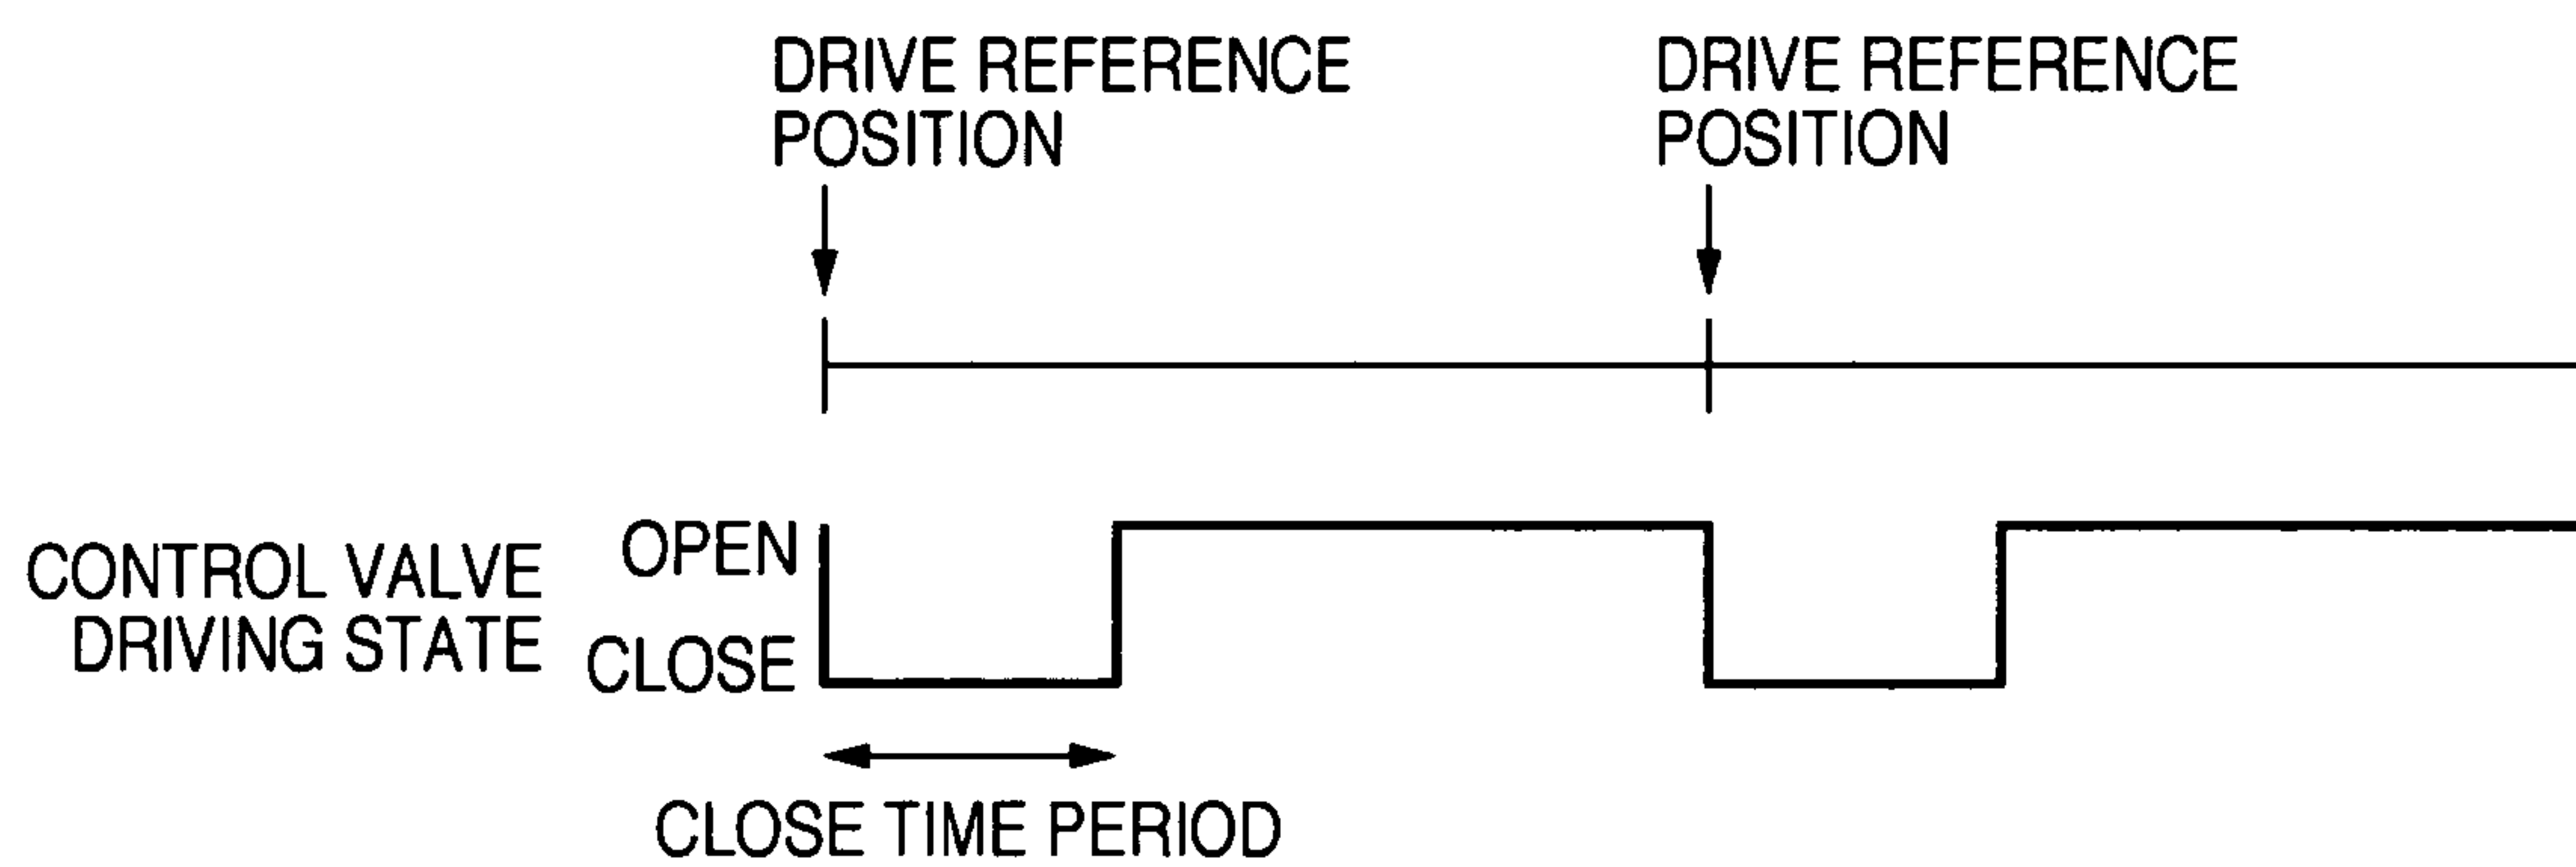 DRIVE REFERENCE
POSITION
DRIVE REFERENCE
POSITION
CONTROL VALVE
DRIVING STATE
OPEN
CLOSE
CLOSE TIME PERIOD